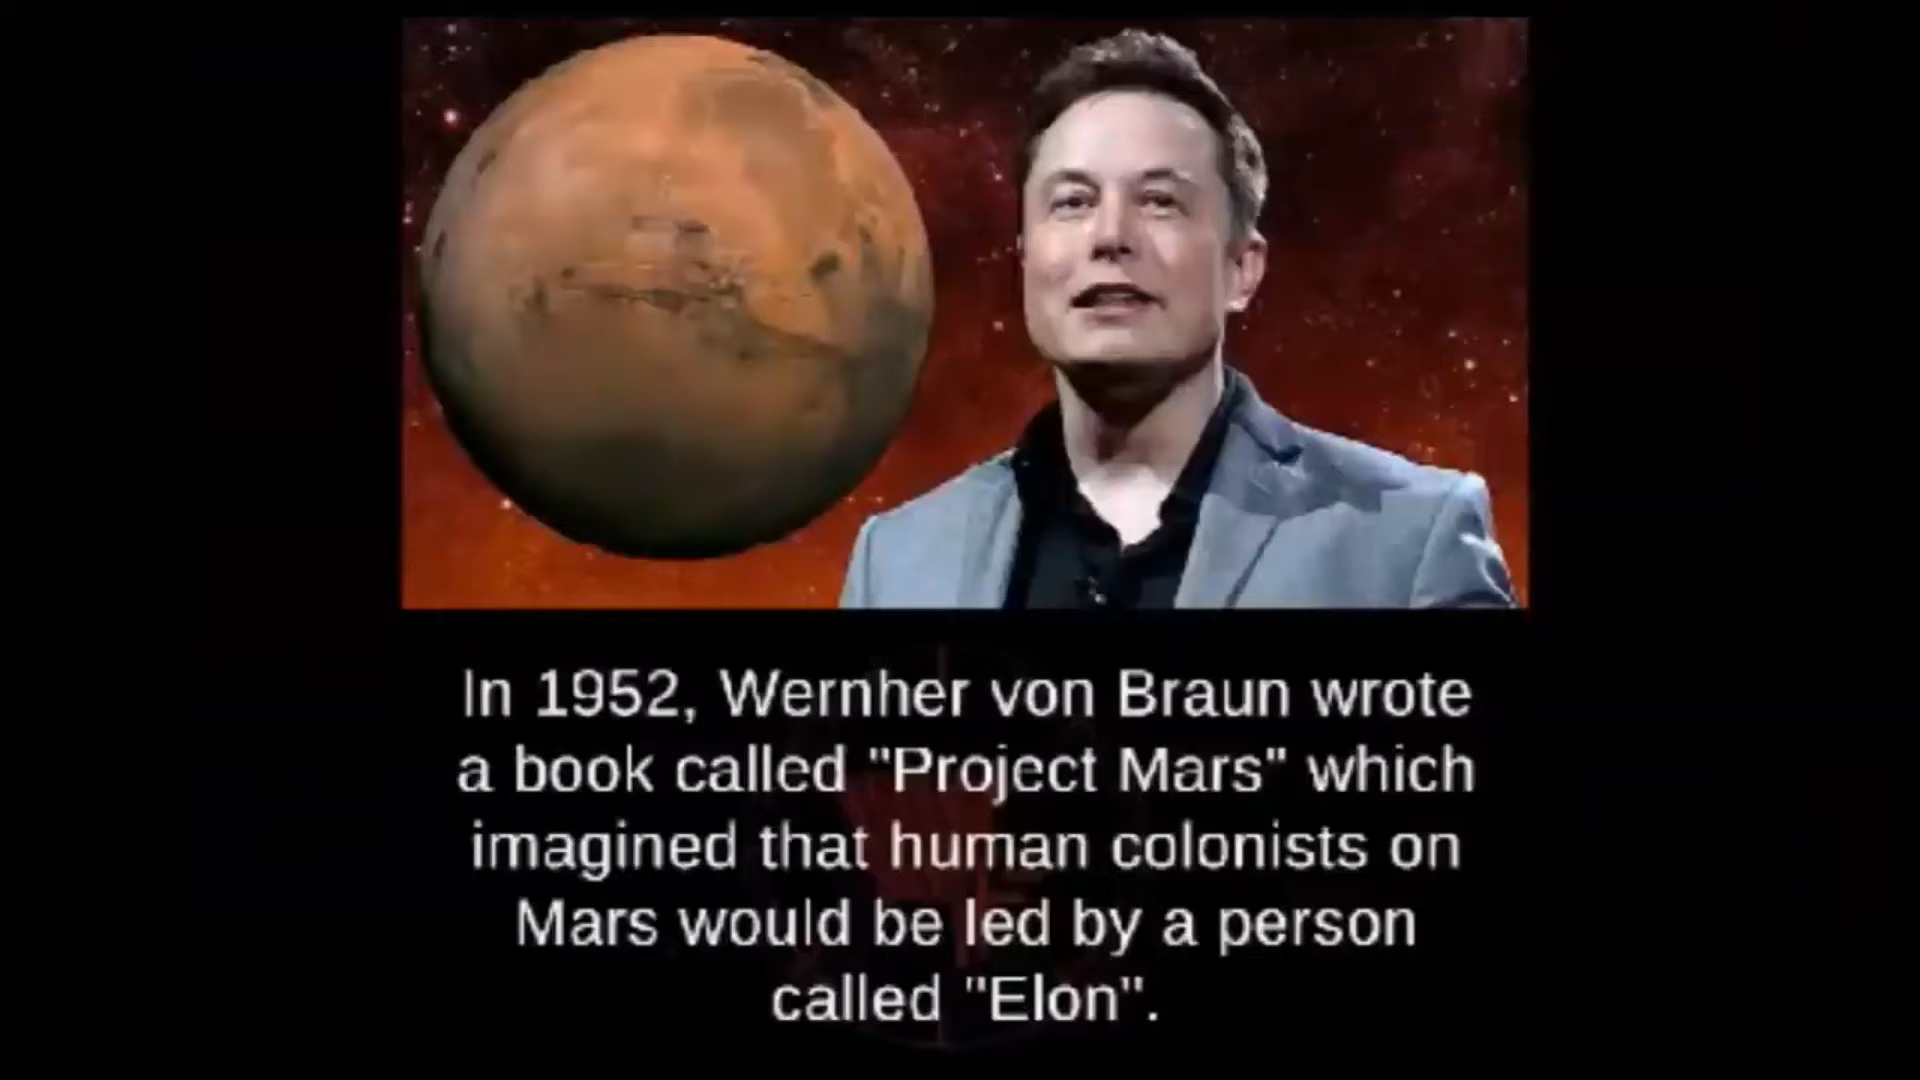 In 1952, Wernher von Braun wrote
a book called "Project Mars" which
imagined that human colonists on
Mars would be led by a person
called "Elon".